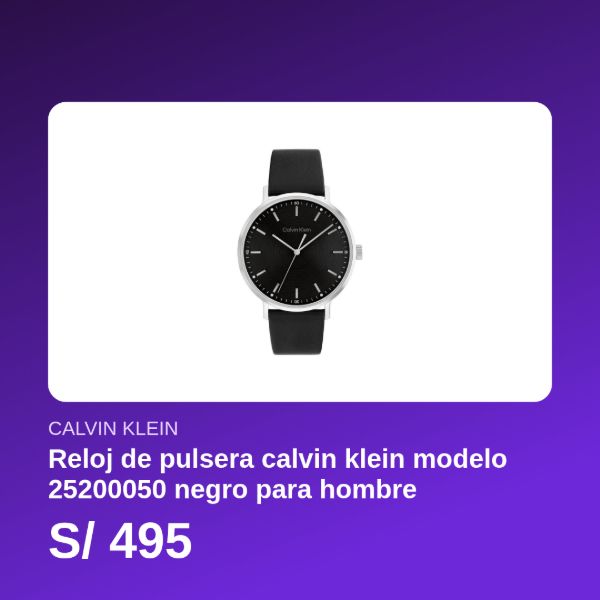 Calvin Klein
CALVIN KLEIN
Reloj de pulsera calvin klein modelo
25200050 negro para hombre
S/ 495